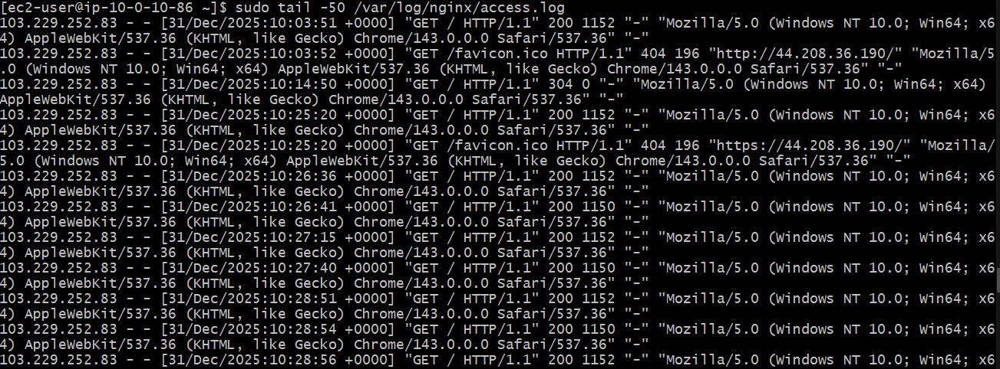 [ec2-user@ip-10-0-10-86 ~]$ sudo tail -50 /var/log/nginx/access.log
103.229.252.83 - - [31/Dec/2025:10:03:51 +0000] "GET / HTTP/1.1" 200 1152 "-" "Mozilla/5.0 (Windows NT 10.0; Win64; x6
4) AppleWebKit/537.36 (KHTML, like Gecko) Chrome/143.0.0.0 Safari/537.36" "-"
103.229.252.83 - - [31/Dec/2025:10:03:52 +0000] "GET /favicon.ico HTTP/1.1" 404 196 "http://44.208.36.190/" "Mozilla/5
.0 (Windows NT 10.0; Win64; x64) AppleWebKit/537.36 (KHTML, like Gecko) Chrome/143.0.0.0 Safari/537.36" "-"
103.229.252.83 - - [31/Dec/2025:10:14:50 +0000] "GET / HTTP/1.1" 304 0 "-" "Mozilla/5.0 (Windows NT 10.0; Win64; x64)
AppleWebKit/537.36 (KHTML, like Gecko) Chrome/143.0.0.0 Safari/537.36" "-"
103.229.252.83 - - [31/Dec/2025:10:25:20 +0000] "GET / HTTP/1.1" 200 1152 "-" "Mozilla/5.0 (Windows NT 10.0; Win64; x6
4) AppleWebKit/537.36 (KHTML, like Gecko) Chrome/143.0.0.0 Safari/537.36" "-"
103.229.252.83 - - [31/Dec/2025:10:25:20 +0000] "GET /favicon.ico HTTP/1.1" 404 196 "https://44.208.36.190/" "Mozilla/
5.0 (Windows NT 10.0; Win64; x64) AppleWebKit/537.36 (KHTML, like Gecko) Chrome/143.0.0.0 Safari/537.36" "-"
103.229.252.83 - - [31/Dec/2025:10:26:36 +0000] "GET / HTTP/1.1" 200 1152 "-" "Mozilla/5.0 (Windows NT 10.0; Win64; x6
4) AppleWebKit/537.36 (KHTML, like Gecko) Chrome/143.0.0.0 Safari/537.36" "-"
103.229.252.83 - - [31/Dec/2025:10:26:41 +0000] "GET / HTTP/1.1" 200 1150 "-" "Mozilla/5.0 (Windows NT 10.0; Win64; x6
4) AppleWebKit/537.36 (KHTML, like Gecko) Chrome/143.0.0.0 Safari/537.36" "-"
103.229.252.83 - - [31/Dec/2025:10:27:15 +0000] "GET / HTTP/1.1" 200 1152 "-" "Mozilla/5.0 (Windows NT 10.0; Win64; x6
4) AppleWebKit/537.36 (KHTML, like Gecko) Chrome/143.0.0.0 Safari/537.36" "-"
103.229.252.83 - - [31/Dec/2025:10:27:40 +0000] "GET / HTTP/1.1" 200 1150 "-" "Mozilla/5.0 (Windows NT 10.0; Win64; x6
4) AppleWebKit/537.36 (KHTML, like Gecko) Chrome/143.0.0.0 Safari/537.36" "-"
103.229.252.83 - - [31/Dec/2025:10:28:51 +0000] "GET / HTTP/1.1" 200 1152 "-" "Mozilla/5.0 (Windows NT 10.0; Win64; x6
4) AppleWebKit/537.36 (KHTML, like Gecko) Chrome/143.0.0.0 Safari/537.36" "-"
103.229.252.83 - - [31/Dec/2025:10:28:54 +0000] "GET / HTTP/1.1" 200 1150 "-" "Mozilla/5.0 (Windows NT 10.0; Win64; x6
4) AppleWebKit/537.36 (KHTML, like Gecko) Chrome/143.0.0.0 Safari/537.36" "-"
103.229.252.83 - - [31/Dec/2025:10:28:56 +0000] "GET / HTTP/1.1" 200 1152 "-" "Mozilla/5.0 (Windows NT 10.0; Win64; x6